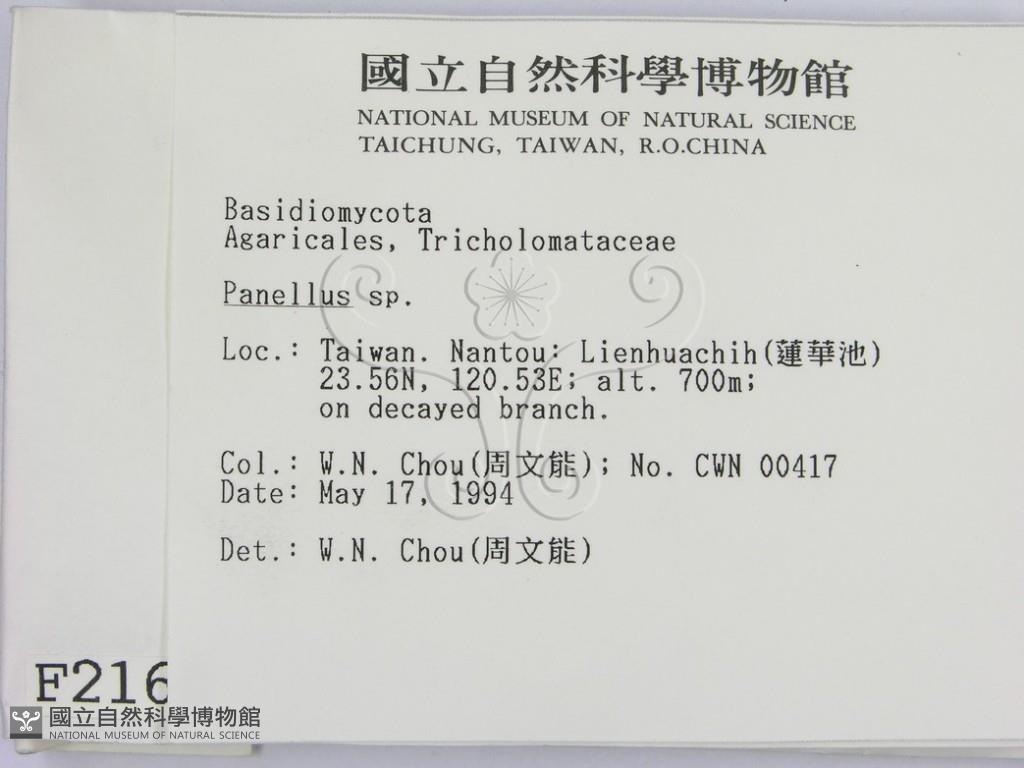 國立自然科學博物館
NATIONAL MUSEUM OF NATURAL SCIENCE
TAICHUNG, TAIWAN, R.O.CHINA
Basidiomycota
Agaricales, Tricholomataceae
Panellus sp.
Loc.: Taiwan. Nantou: Lienhuachih(蓮華池)
23.56N, 120.53E; alt. 700m;
on decayed branch.
Col.: W.N. Chou(周文能); No. CWN 00417
Date: May 17, 1994
Det.: W.N. Chou(周文能)
F216
國立自然科學博物館
NATIONAL MUSEUM OF NATURAL SCIENCE